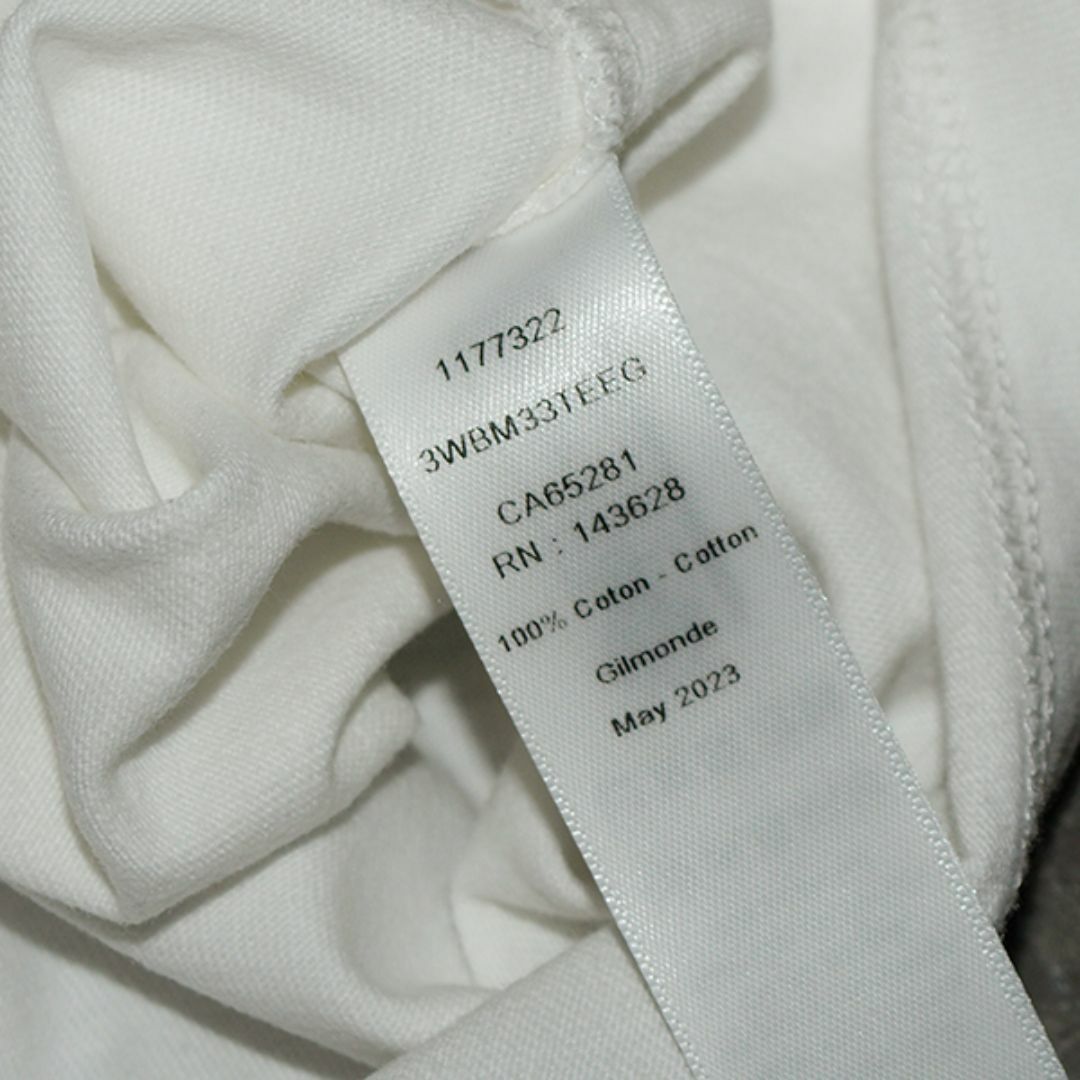 1177322
3WBM33TEEG
CA65281
RN : 143628
100% Coton - Cotton
Gilmonde
May 2023